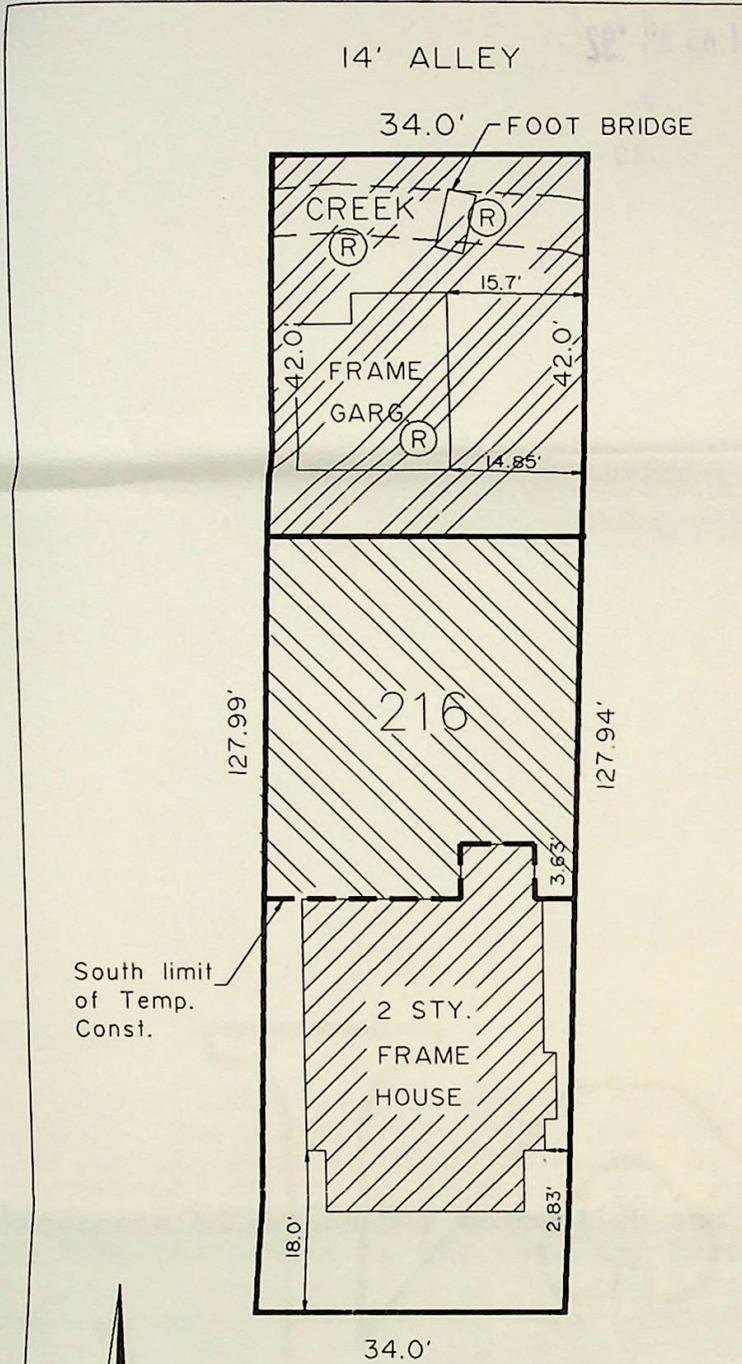 14' ALLEY
34.0'
FOOT BRIDGE
CREEK
R
R
15.7'
42.0'
42.0'
FRAME
GARG.
R
14.85'
216
127.99'
127.94'
3.63'
South limit
of Temp.
Const.
2 STY.
FRAME
HOUSE
18.0'
2.83'
34.0'